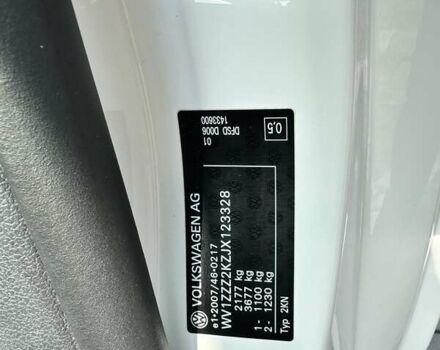 VOLKSWAGEN AG
e1*2007/46*0217
WV1ZZZ2KZJX123328
2177 kg
3677 kg
1- 1100 kg
2- 1230 kg
Typ 2KN
01
DFSD D006
1433600
0,5